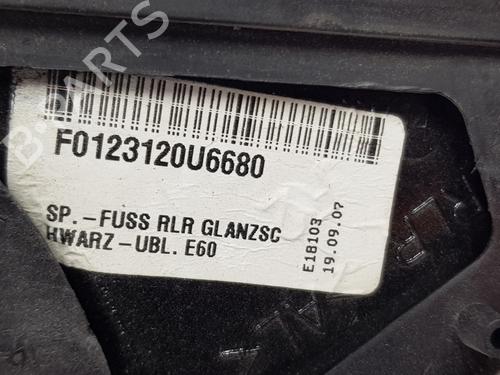 B-PARTS
F0123120U6680
SP.-FUSS RLR GLANZSC
HWARZ-UBL. E60
E18103
19.09.07